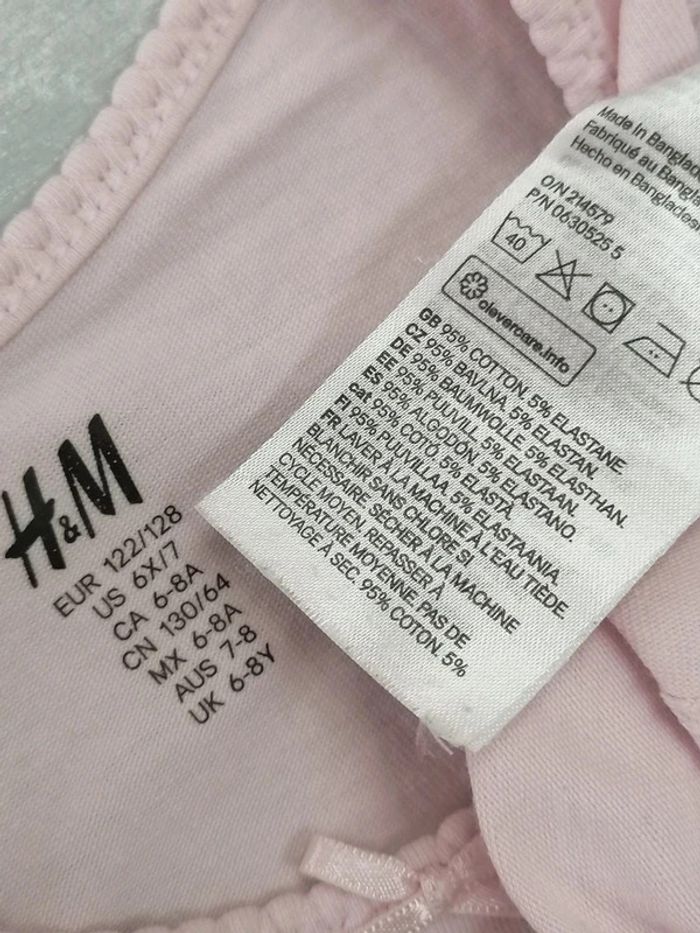 H&M
EUR 122/128
US 6X/7
CA 6-8A
CN 130/64
MX 6-8A
AUS 7-8
UK 6-8Y
Made in
Fabriqué au
Hecho en
O/N 214579
P/N 0630525 5
40
clevercare.info
GB 95% COTTON. 5% ELASTANE
CZ 95% BAVLNA. 5% ELASTAN.
DE 95% BAUMWOLLE 5% ELASTHAN.
EE 95% PUUVILL. 5% ELASTAAN.
ES 95% ALGODON. 5% ELASTANO.
cat 95% COTÓ. 5% ELASTÀ
FI 95% PUUVILLAA. 5% ELASTAANIA.
FR LAVER À LA MACHINE À L'EAU TIÈDE.
BLANCHIR SANS CHLORE SI
NÉCESSAIRE. SÉCHER À LA MACHINE
CYCLE MOYEN. REPASSER À
TEMPÉRATURE MOYENNE. PAS DE
NETTOYAGE À SEC. 95% COTON. 5%